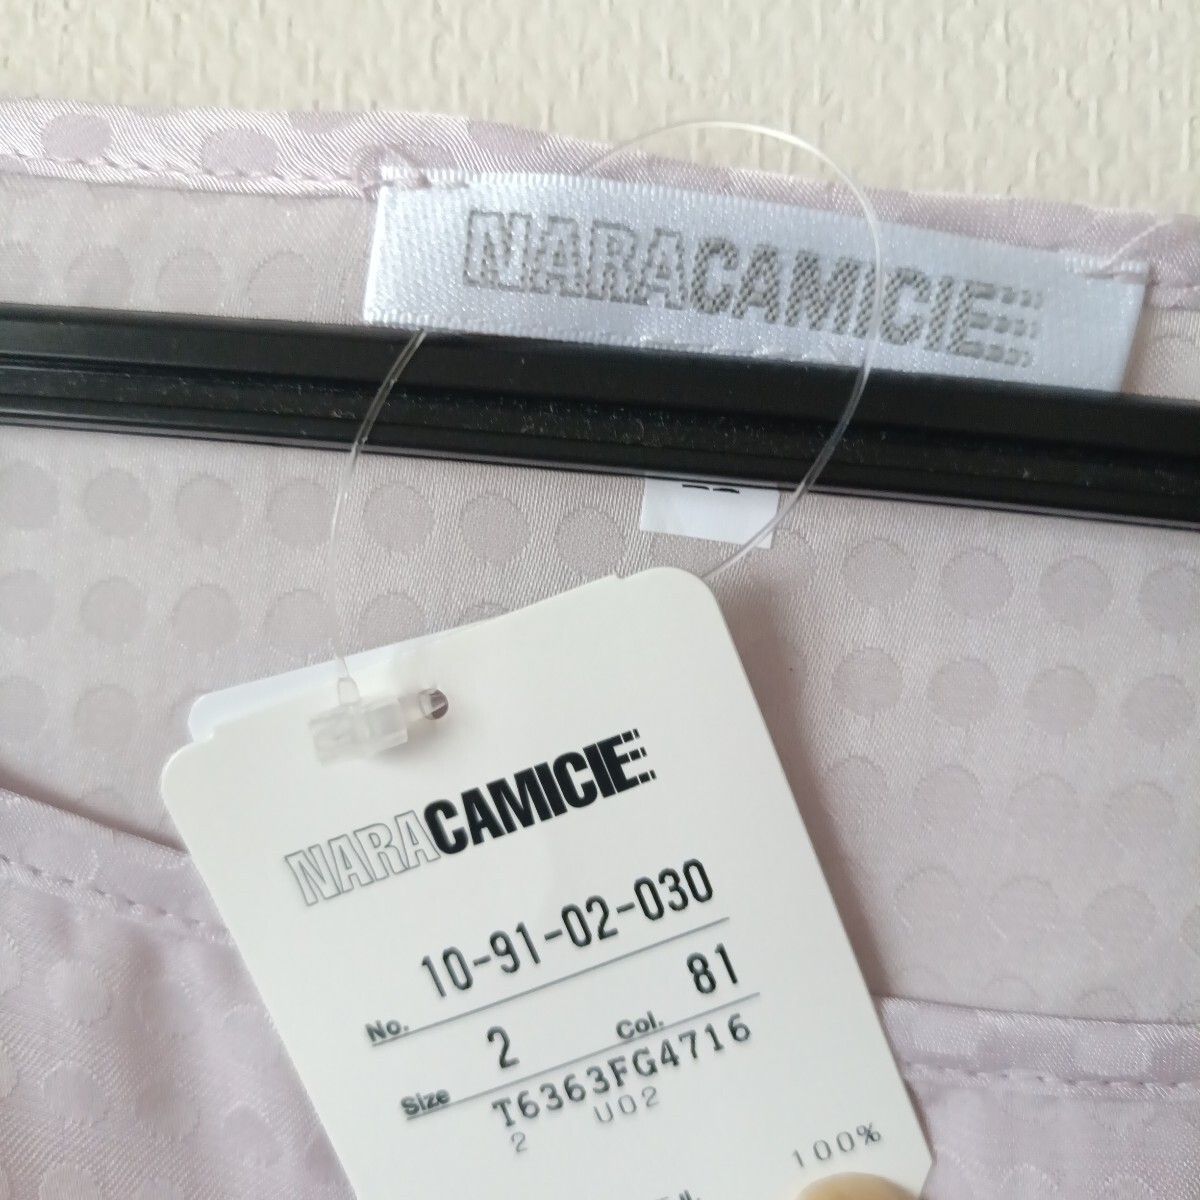 NARACAMICIE
NARACAMICIE
No. 10-91-02-030
Size 2 Col. 81
T6363FG4716
2 U02
100%